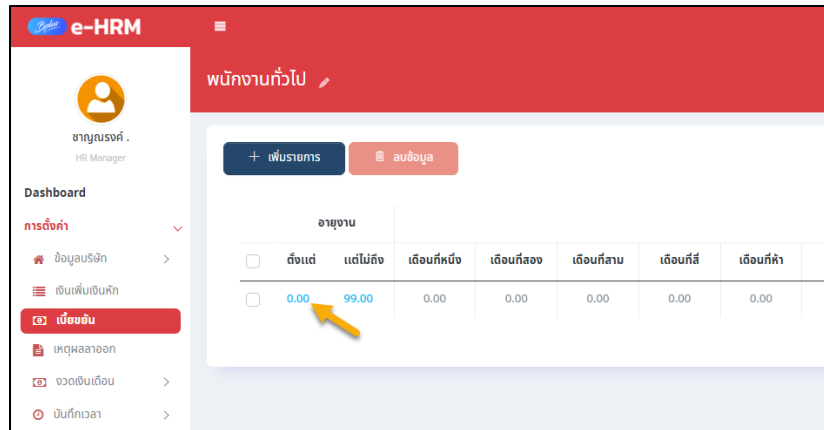 Bplus e-HRM
พนักงานทั่วไป
ชาญณรงค์ .
HR Manager
Dashboard
การตั้งค่า
ข้อมูลบริษัท
เงินเพิ่มเงินหัก
เบี้ยขยัน
เหตุผลลาออก
งวดเงินเดือน
บันทึกเวลา
+ เพิ่มรายการ
ลบข้อมูล
อายุงาน
ตั้งแต่ แต่ไม่ถึง เดือนที่หนึ่ง เดือนที่สอง เดือนที่สาม เดือนที่สี่ เดือนที่ห้า
0.00 99.00 0.00 0.00 0.00 0.00 0.00